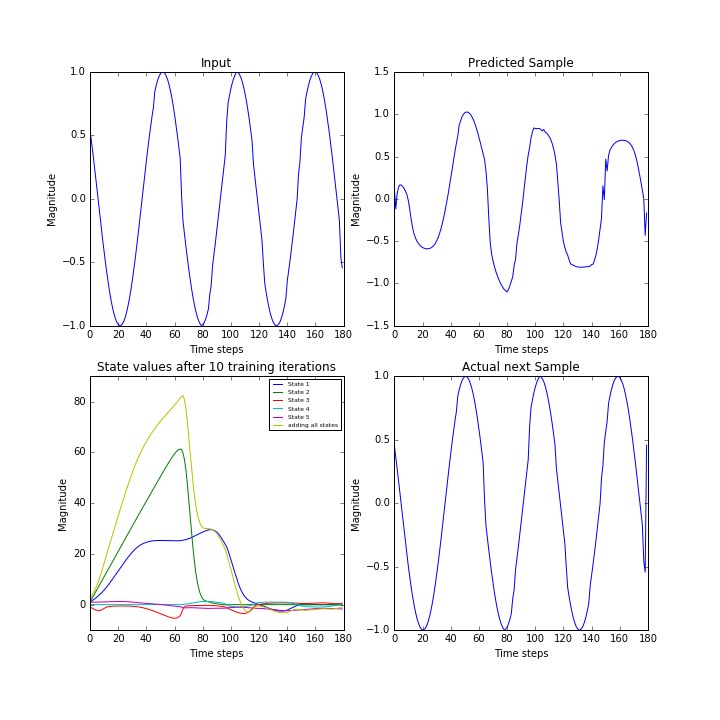 Input
Magnitude
1.0
0.5
0.0
−0.5
−1.0
0 20 40 60 80 100 120 140 160 180
Time steps
Predicted Sample
Magnitude
1.5
1.0
0.5
0.0
−0.5
−1.0
−1.5
0 20 40 60 80 100 120 140 160 180
Time steps
State values after 10 training iterations
Magnitude
80
60
40
20
0
State 1
State 2
State 3
State 4
State 5
adding all states
0 20 40 60 80 100 120 140 160 180
Time steps
Actual next Sample
Magnitude
1.0
0.5
0.0
−0.5
−1.0
0 20 40 60 80 100 120 140 160 180
Time steps